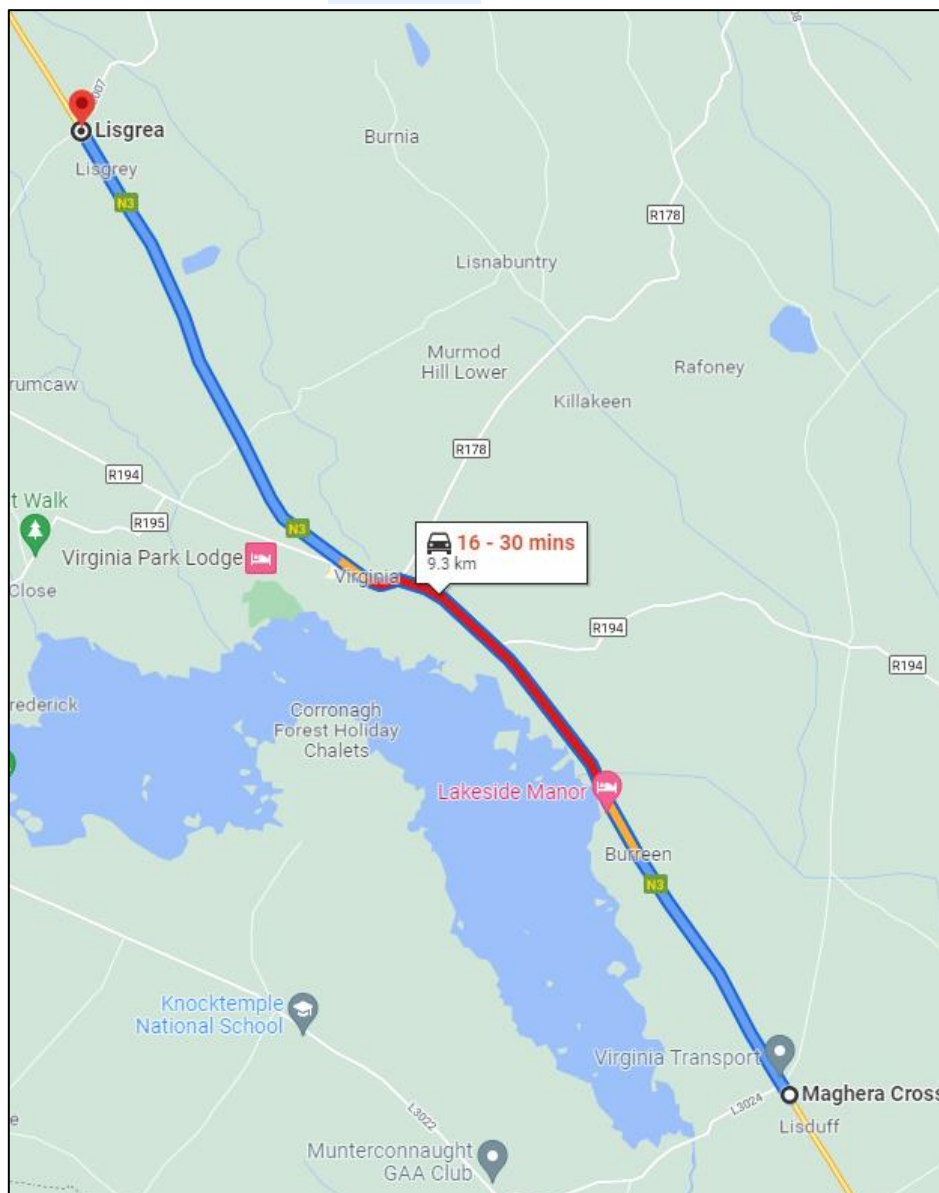 Lisgrea
Lisgrey
N3
Burnia
R178
Lisnabuntry
Murmod
Hill Lower
Rafoney
Killakeen
rumcaw
R194
R178
t Walk
R195
N3
Virginia Park Lodge
Close
Virginia
16 - 30 mins
9.3 km
R194
R194
rederick
Corronagh
Forest Holiday
Chalets
Lakeside Manor
Burreen
N3
Knocktemple
National School
Virginia Transport
Maghera Cross
L3024
Lisduff
L3022
Munterconnaught
GAA Club